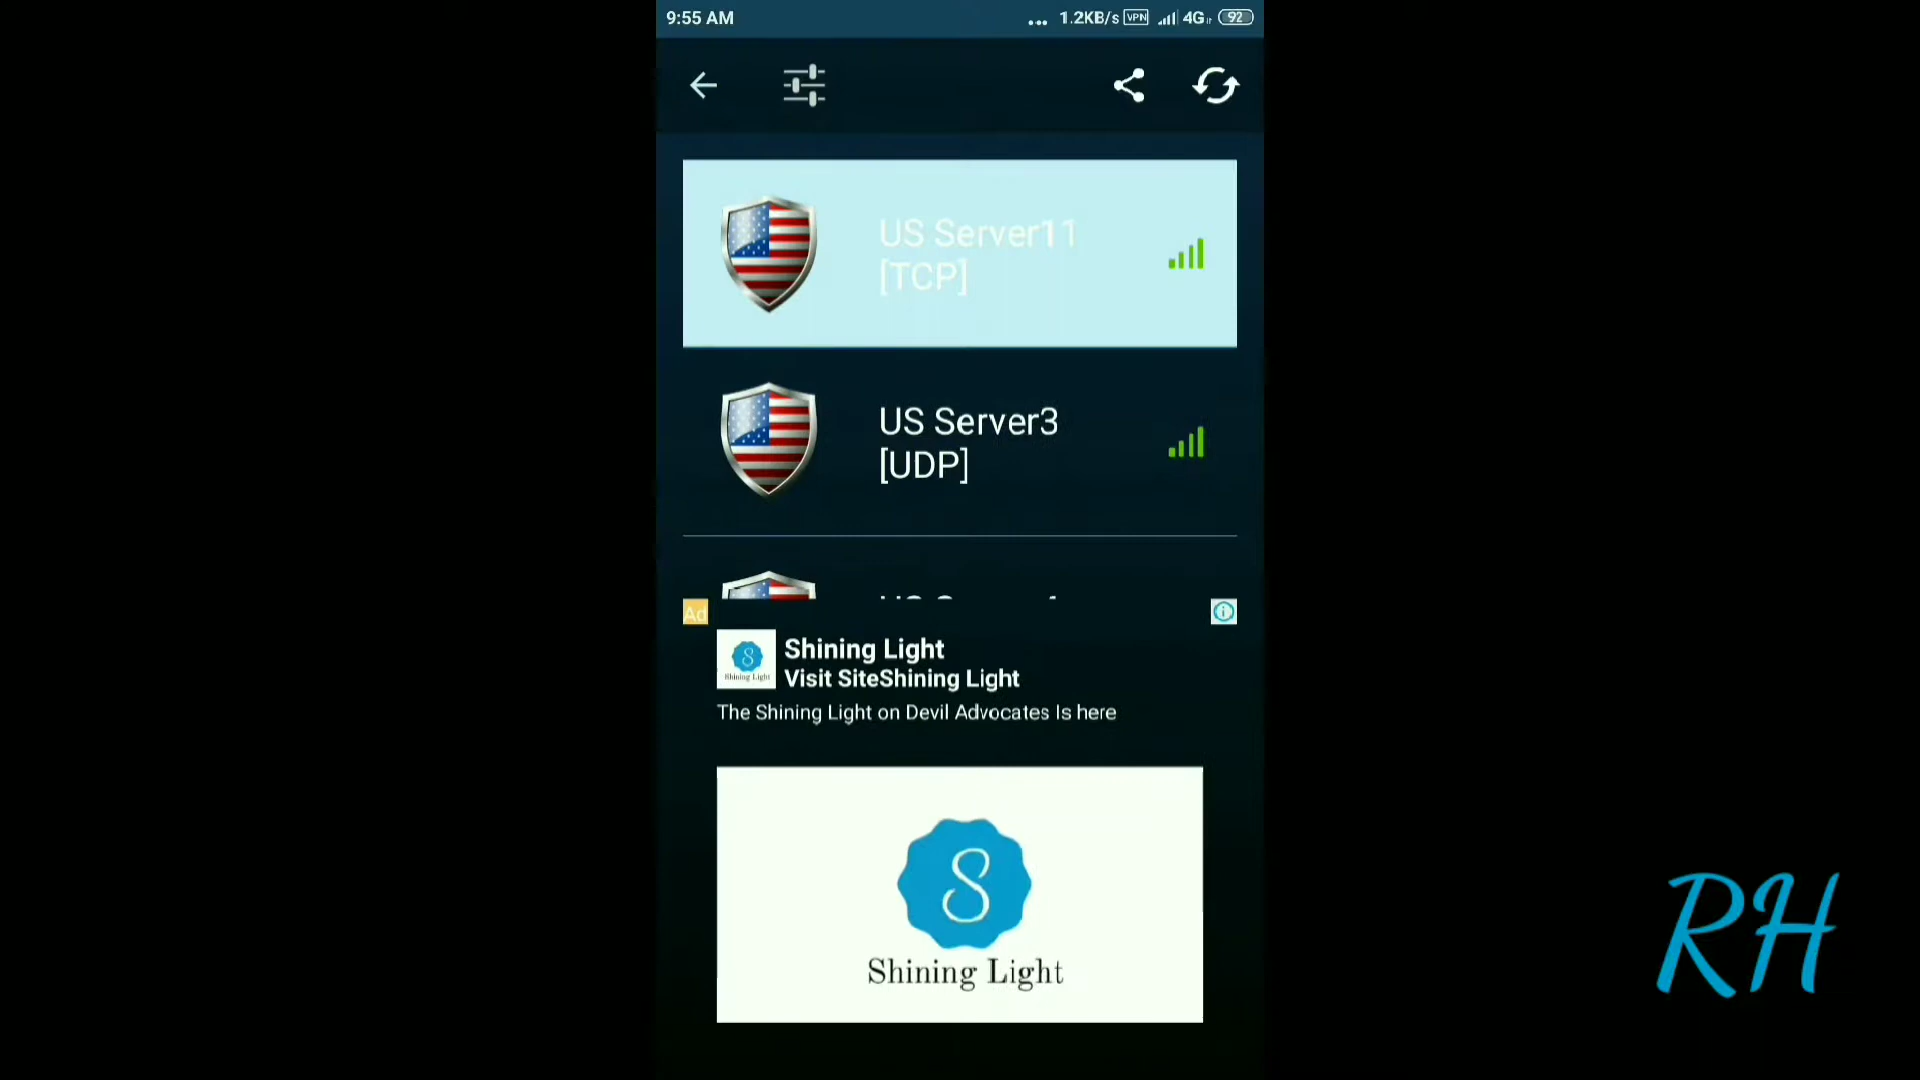 9:55 AM
... 1.2KB/s VPN 4G 92
US Server11
[TCP]
US Server3
[UDP]
Ad
Shining Light
Shining Light
Visit SiteShining Light
The Shining Light on Devil Advocates Is here
S
Shining Light
RH